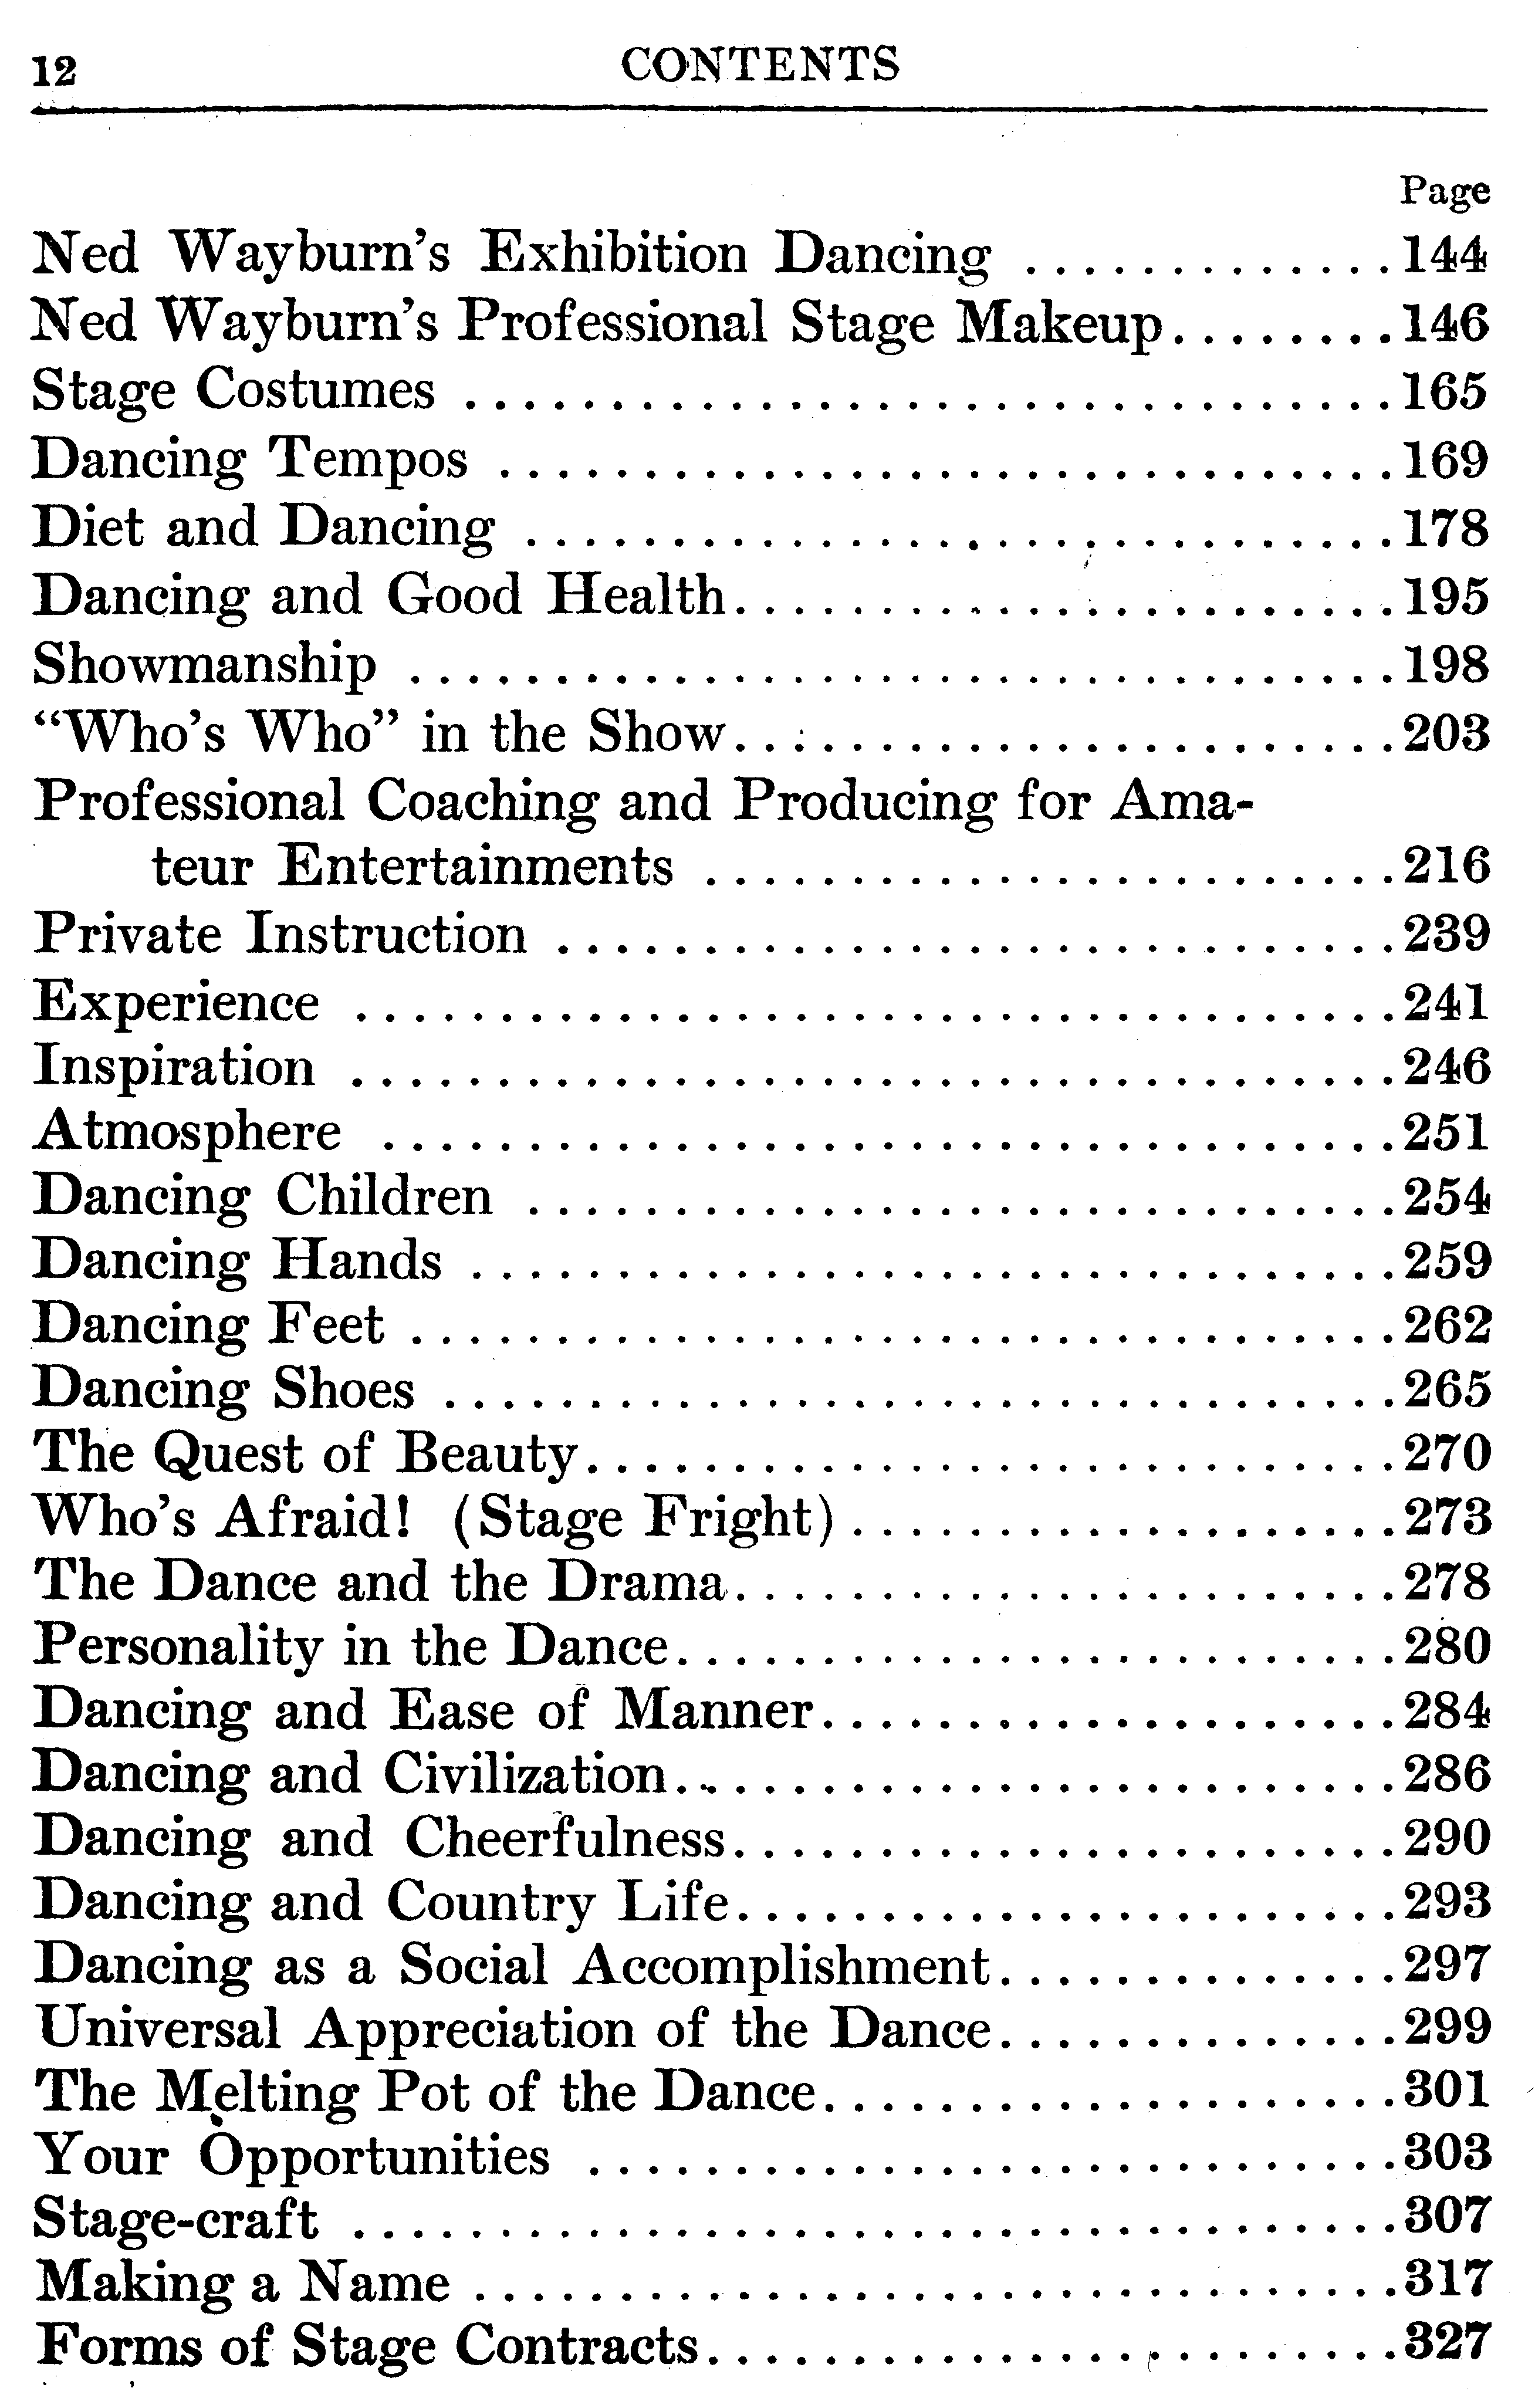 12 CONTENTS
Page
Ned Wayburn's Exhibition Dancing .............144
Ned Wayburn's Professional Stage Makeup........146
Stage Costumes ................................165
Dancing Tempos ...............................169
Diet and Dancing ..............................178
Dancing and Good Health.......................195
Showmanship ..................................198
“Who's Who” in the Show.......................203
Professional Coaching and Producing for Ama-
teur Entertainments ........................216
Private Instruction .............................239
Experience ....................................241
Inspiration ....................................246
Atmosphere ...................................251
Dancing Children ..............................254
Dancing Hands ................................259
Dancing Feet ..................................262
Dancing Shoes .................................265
The Quest of Beauty............................270
Who's Afraid! (Stage Fright) ...................273
The Dance and the Drama.......................278
Personality in the Dance.........................280
Dancing and Ease of Manner....................284
Dancing and Civilization.........................286
Dancing and Cheerfulness.......................290
Dancing and Country Life.......................293
Dancing as a Social Accomplishment..............297
Universal Appreciation of the Dance..............299
The Melting Pot of the Dance....................301
Your Opportunities ............................303
Stage-craft ....................................307
Making a Name ................................317
Forms of Stage Contracts........................327